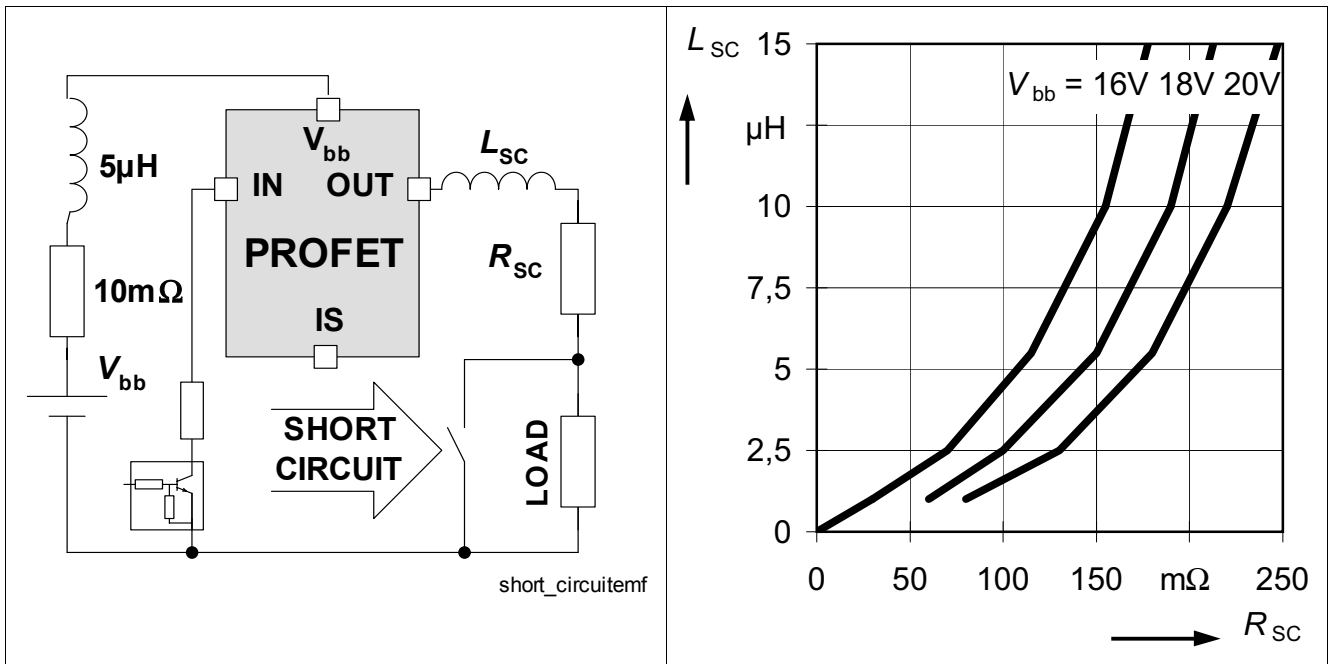 5µH
10mΩ
V bb
V bb
IN OUT
PROFET
IS
L SC
R SC
SHORT
CIRCUIT
LOAD
short_circuitemf
L SC
15
V bb = 16V 18V 20V
µH
10
7,5
5
2,5
0
0 50 100 150 mΩ 250
R SC